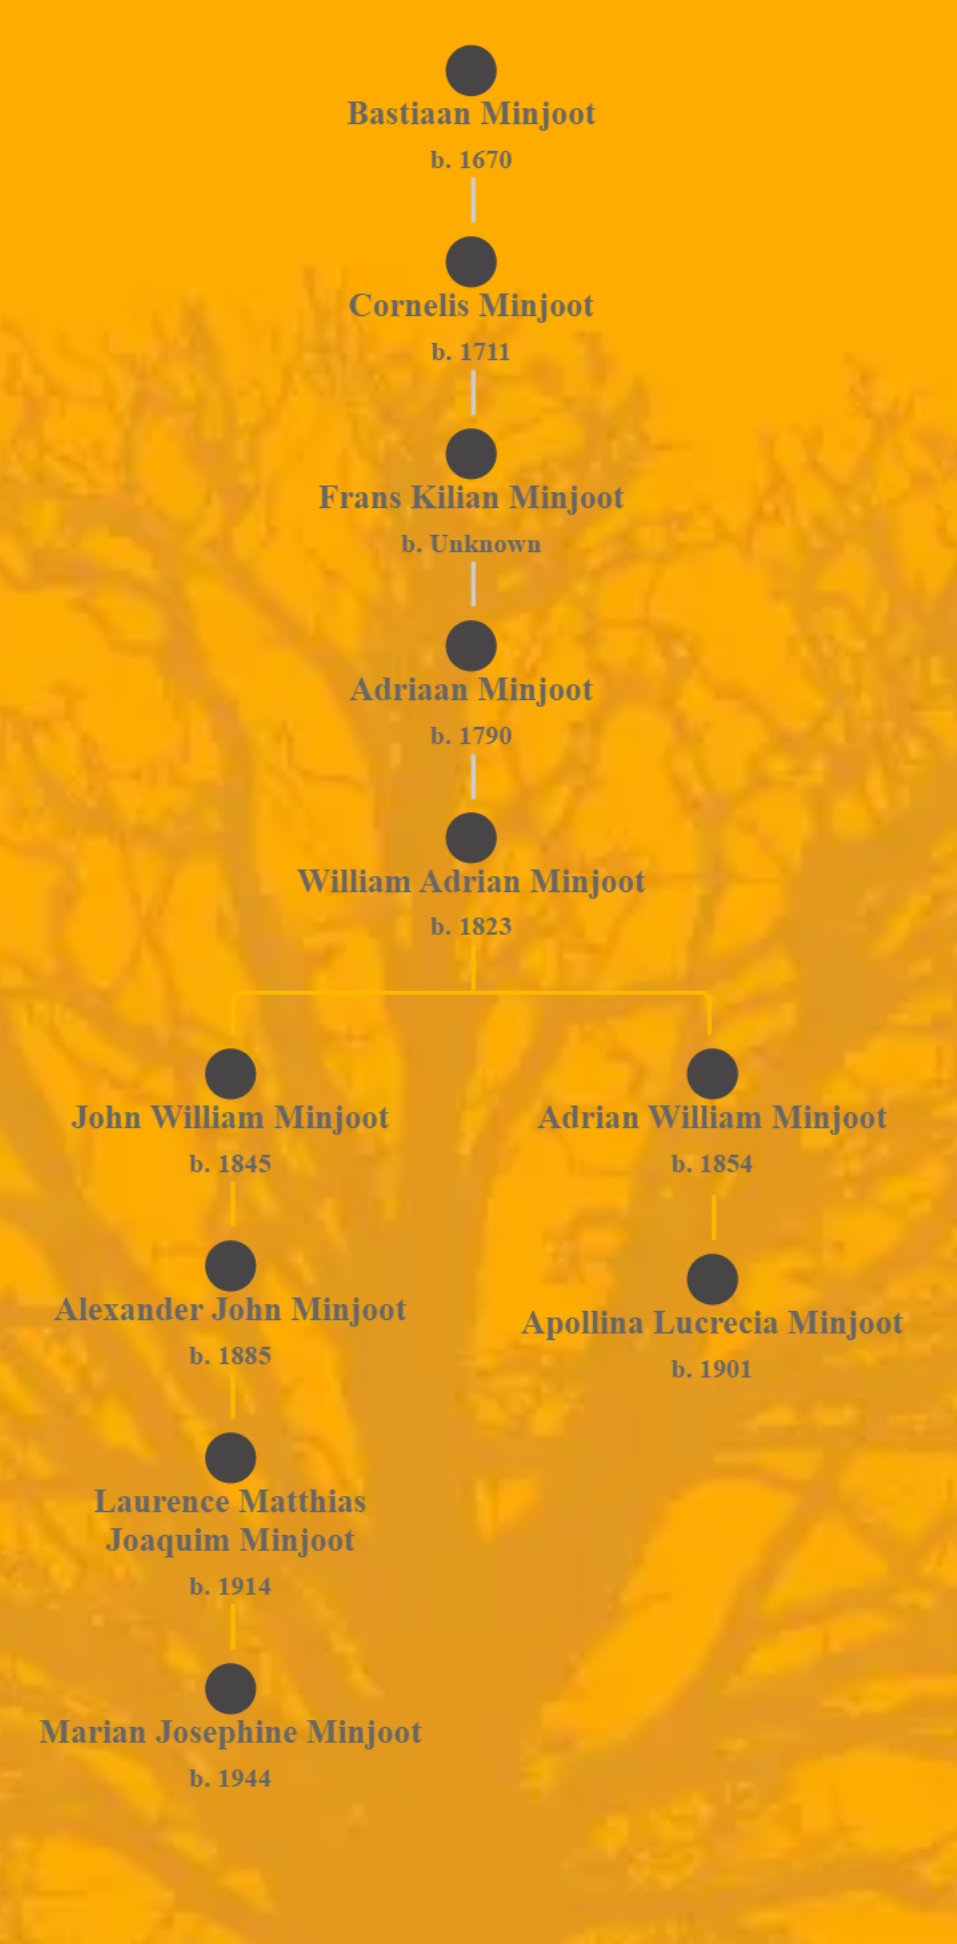 Bastiaan Minjoot
b. 1670
Cornelis Minjoot
b. 1711
Frans Kilian Minjoot
b. Unknown
Adriaan Minjoot
b. 1790
William Adrian Minjoot
b. 1823
John William Minjoot
b. 1845
Adrian William Minjoot
b. 1854
Alexander John Minjoot
b. 1885
Apollina Lucrecia Minjoot
b. 1901
Laurence Matthias
Joaquim Minjoot
b. 1914
Marian Josephine Minjoot
b. 1944